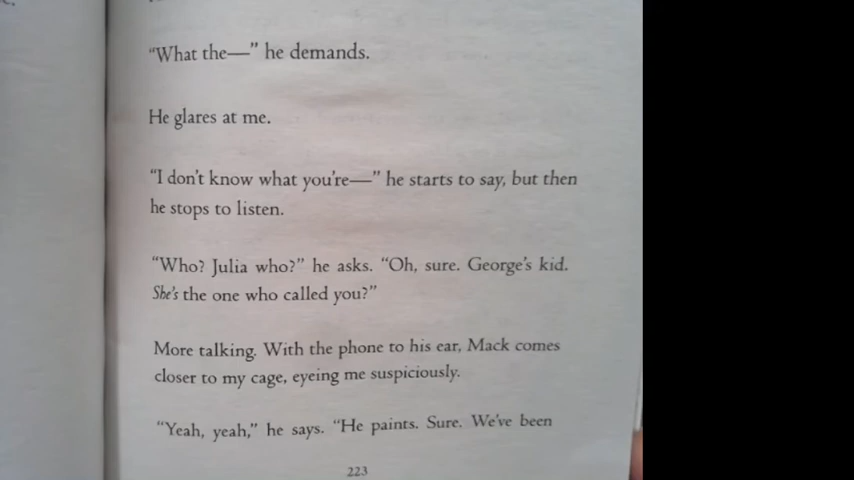 "What the—" he demands.
He glares at me.
"I don't know what you're—" he starts to say, but then
he stops to listen.
"Who? Julia who?" he asks. "Oh, sure. George's kid.
She's the one who called you?"
More talking. With the phone to his ear, Mack comes
closer to my cage, eyeing me suspiciously.
"Yeah, yeah," he says. "He paints. Sure. We've been
223